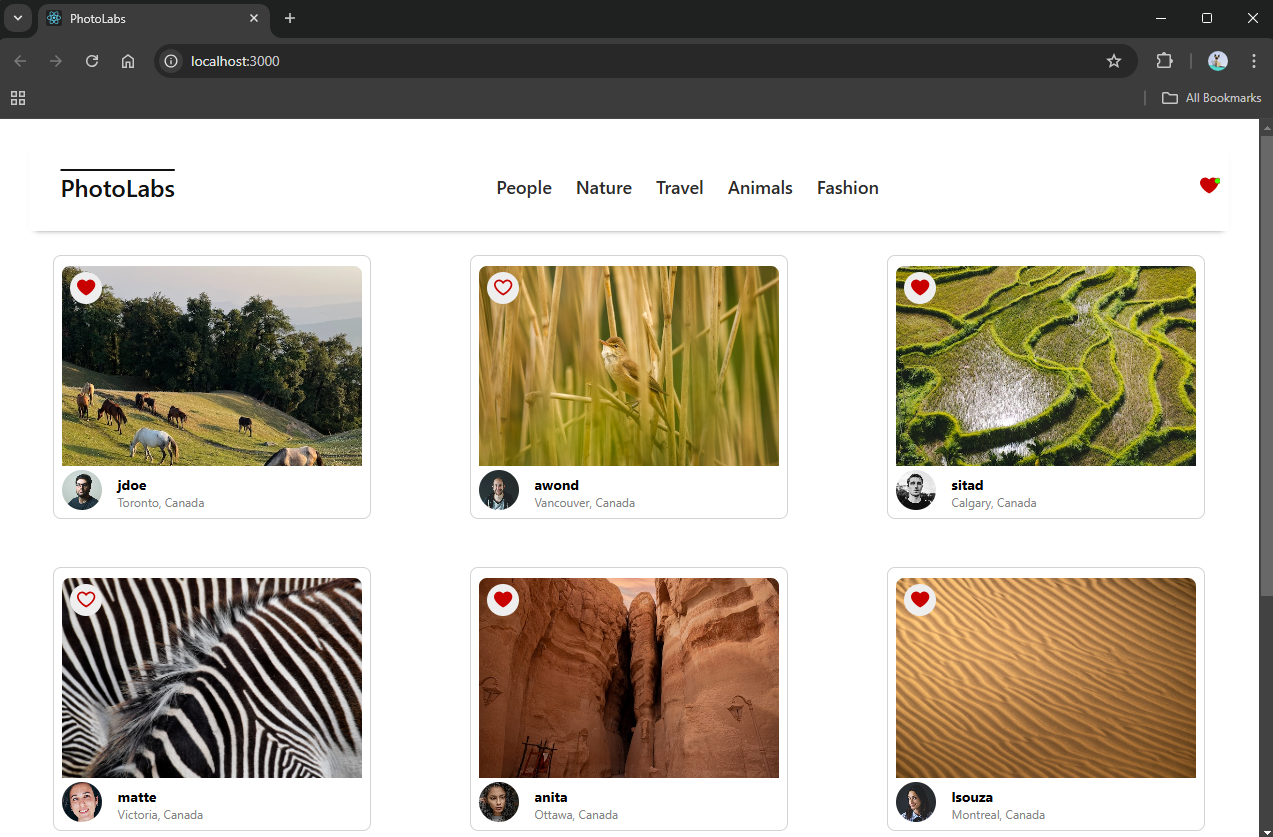 PhotoLabs
localhost:3000
All Bookmarks
PhotoLabs
People Nature Travel Animals Fashion
jdoe
Toronto, Canada
awond
Vancouver, Canada
sitad
Calgary, Canada
matte
Victoria, Canada
anita
Ottawa, Canada
lsouza
Montreal, Canada